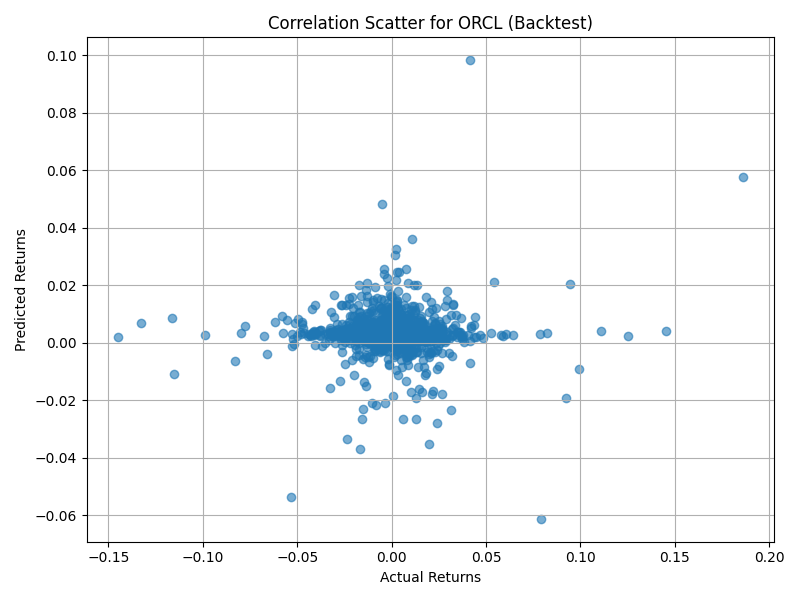 Correlation Scatter for ORCL (Backtest)
0.10
0.08
0.06
0.04
0.02
0.00
−0.02
−0.04
−0.06
Predicted Returns
−0.15 −0.10 −0.05 0.00 0.05 0.10 0.15 0.20
Actual Returns